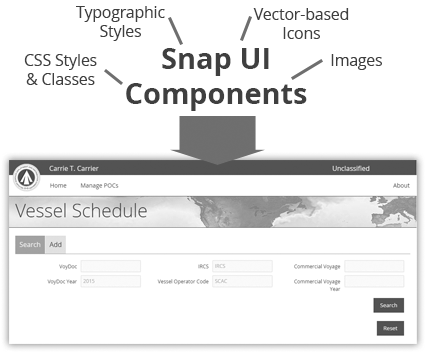 Typographic
Styles
Vector-based
Icons
CSS Styles
& Classes
Images
Snap UI
Components
Carrie T. Carrier
Unclassified
Home
Manage POCs
About
Vessel Schedule
Search
Add
VoyDoc
IRCS
IRCS
Commercial Voyage
VoyDoc Year
2015
Vessel Operator Code
SCAC
Commercial Voyage
Year
Search
Reset